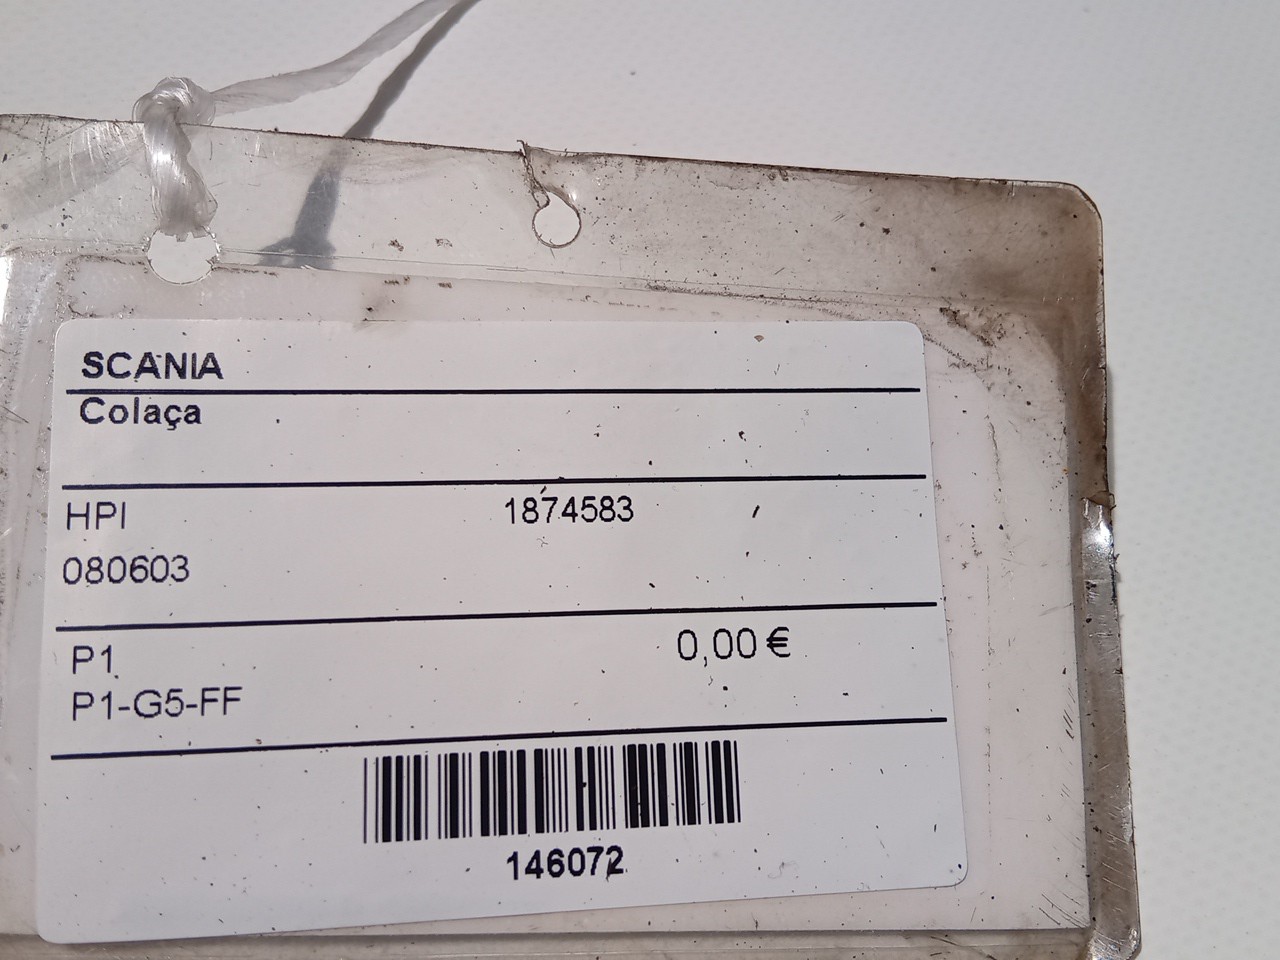 SCANIA
Colaça
HPI 1874583
080603
P1 0,00 €
P1-G5-FF
146072